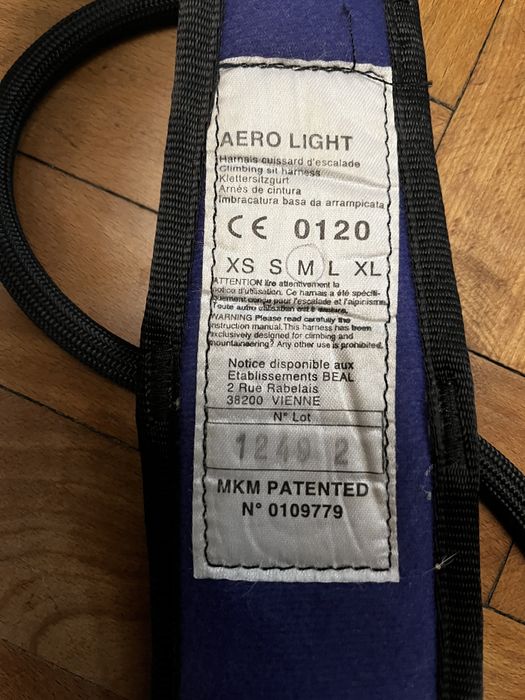 AERO LIGHT
Harnais cuissard d'escalade
Climbing sit harness
Klettersitzgurt
Arnés de cintura
Imbracatura basa da arrampicata
CE 0120
XS S M L XL
ATTENTION lire attentivement la
notice d'utilisation. Ce harnais a été spécifi-
quement conçu pour l'escalade et l'alpinisme.
Toute autre utilisation est à exclure.
WARNING Please read carefully the
instruction manual. This harness has been
exclusively designed for climbing and
mountaineering? Any other use is prohibited.
Notice disponible aux
Etablissements BEAL
2 Rue Rabelais
38200 VIENNE
N° Lot
1249 2
MKM PATENTED
N° 0109779